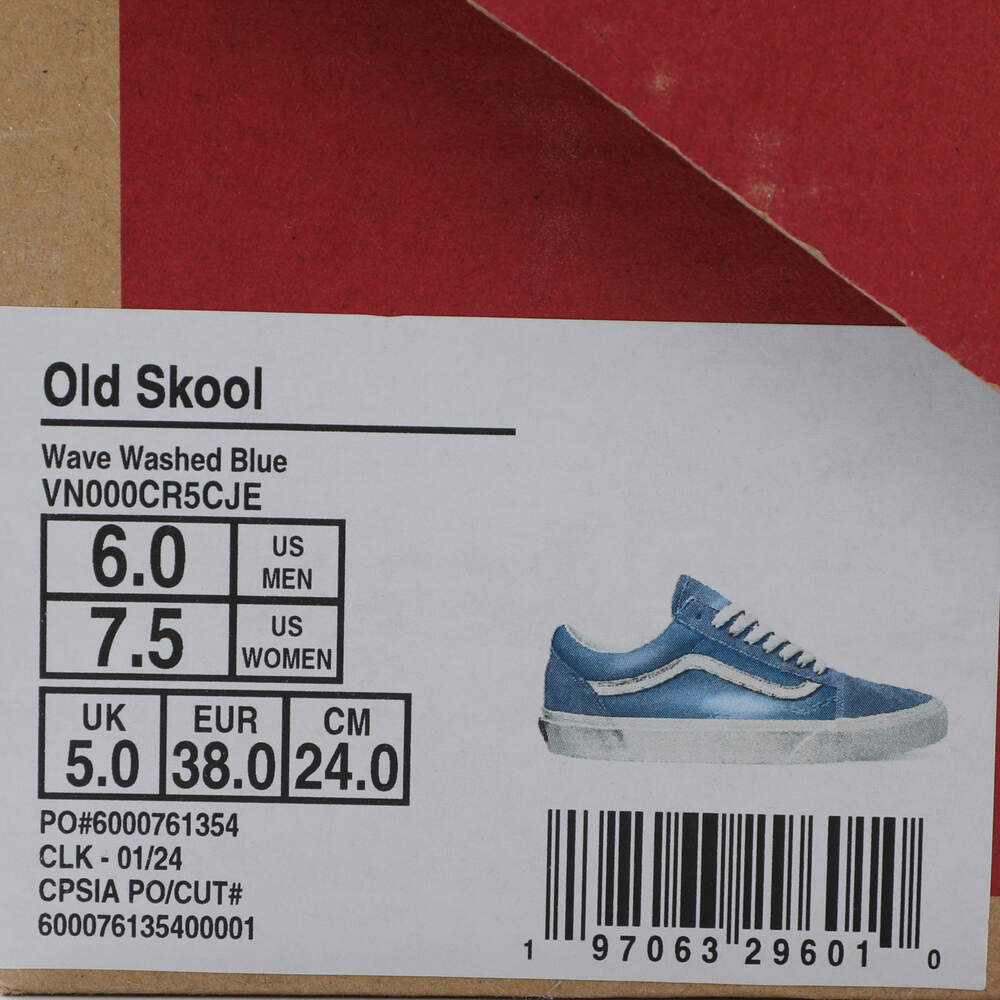 Old Skool
Wave Washed Blue
VN000CR5CJE
6.0 US MEN
7.5 US WOMEN
UK EUR CM
5.0 38.0 24.0
PO#6000761354
CLK - 01/24
CPSIA PO/CUT#
600076135400001
1 97063 29601 0